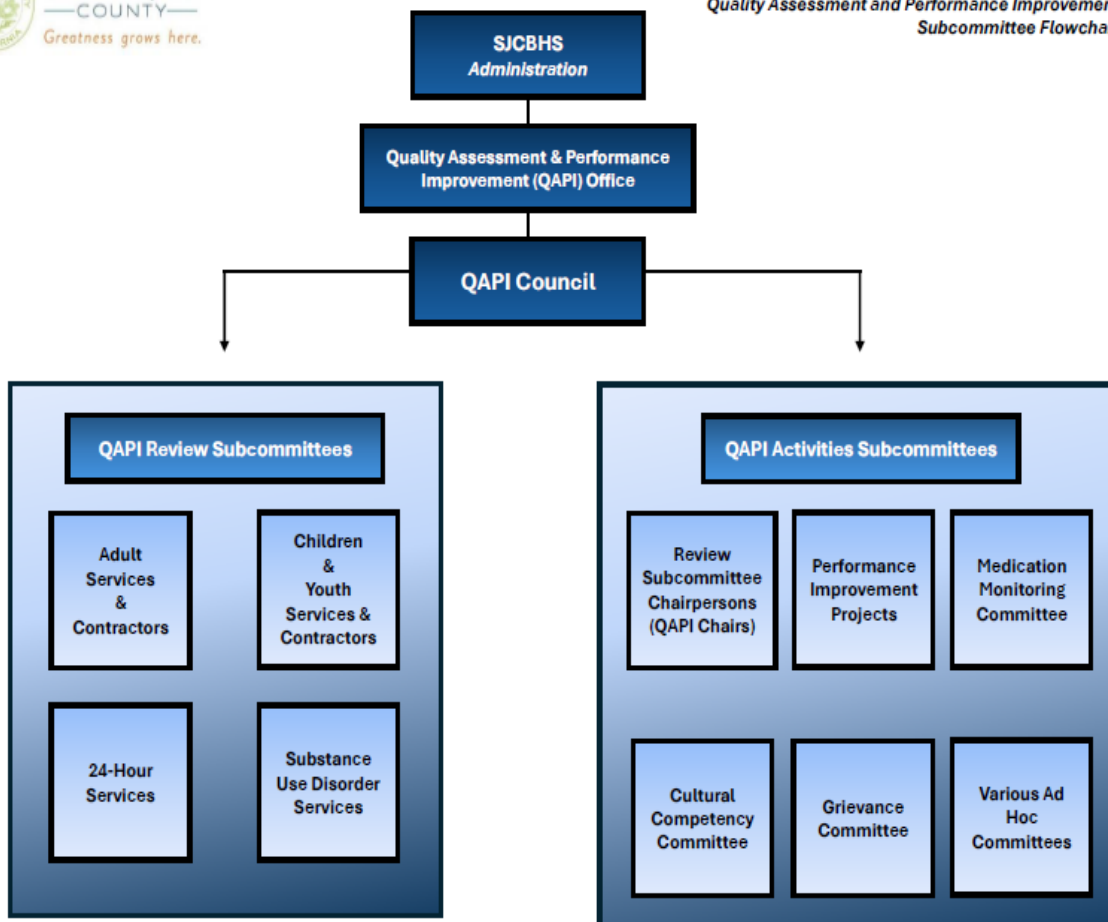 COUNTY
Greatness grows here.
Quality Assessment and Performance Improvement
Subcommittee Flowchart
SJCBHS
Administration
Quality Assessment & Performance
Improvement (QAPI) Office
QAPI Council
QAPI Review Subcommittees
Adult
Services
&
Contractors
Children
&
Youth
Services &
Contractors
24-Hour
Services
Substance
Use Disorder
Services
QAPI Activities Subcommittees
Review
Subcommittee
Chairpersons
(QAPI Chairs)
Performance
Improvement
Projects
Medication
Monitoring
Committee
Cultural
Competency
Committee
Grievance
Committee
Various Ad
Hoc
Committees